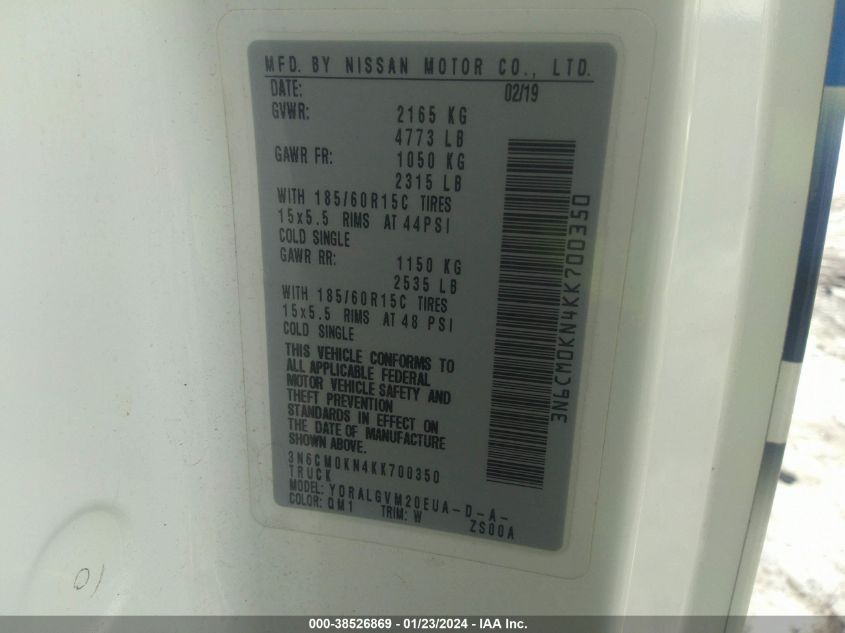 MFD. BY NISSAN MOTOR CO., LTD.
DATE: 02/19
GVWR: 2165 KG
4773 LB
GAWR FR: 1050 KG
2315 LB
WITH 185/60R15C TIRES
15x5.5 RIMS AT 44PSI
COLD SINGLE
GAWR RR: 1150 KG
2535 LB
WITH 185/60R15C TIRES
15x5.5 RIMS AT 48 PSI
COLD SINGLE
THIS VEHICLE CONFORMS TO
ALL APPLICABLE FEDERAL
MOTOR VEHICLE SAFETY AND
THEFT PREVENTION
STANDARDS IN EFFECT ON
THE DATE OF MANUFACTURE
SHOWN ABOVE.
3N6CM0KN4KK700350
TRUCK
MODEL: YDRALGVM20EUA-D-A-
COLOR: QM1 TRIM: W ZS00A
3N6CM0KN4KK700350
01
000-38526869 - 01/23/2024 - IAA Inc.